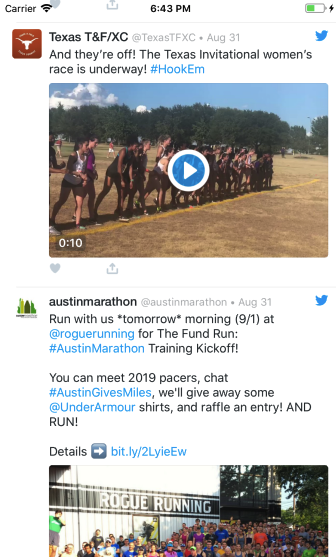 Carrier 6:43 PM
Texas T&F/XC @TexasTFXC • Aug 31
And they're off! The Texas Invitational women's
race is underway! #HookEm
0:10
austinmarathon @austinmarathon • Aug 31
Run with us *tomorrow* morning (9/1) at
@roguerunning for The Fund Run:
#AustinMarathon Training Kickoff!
You can meet 2019 pacers, chat
#AustinGivesMiles, we'll give away some
@UnderArmour shirts, and raffle an entry! AND
RUN!
Details ➡️ bit.ly/2LyieEw
ROGUE RUNNING